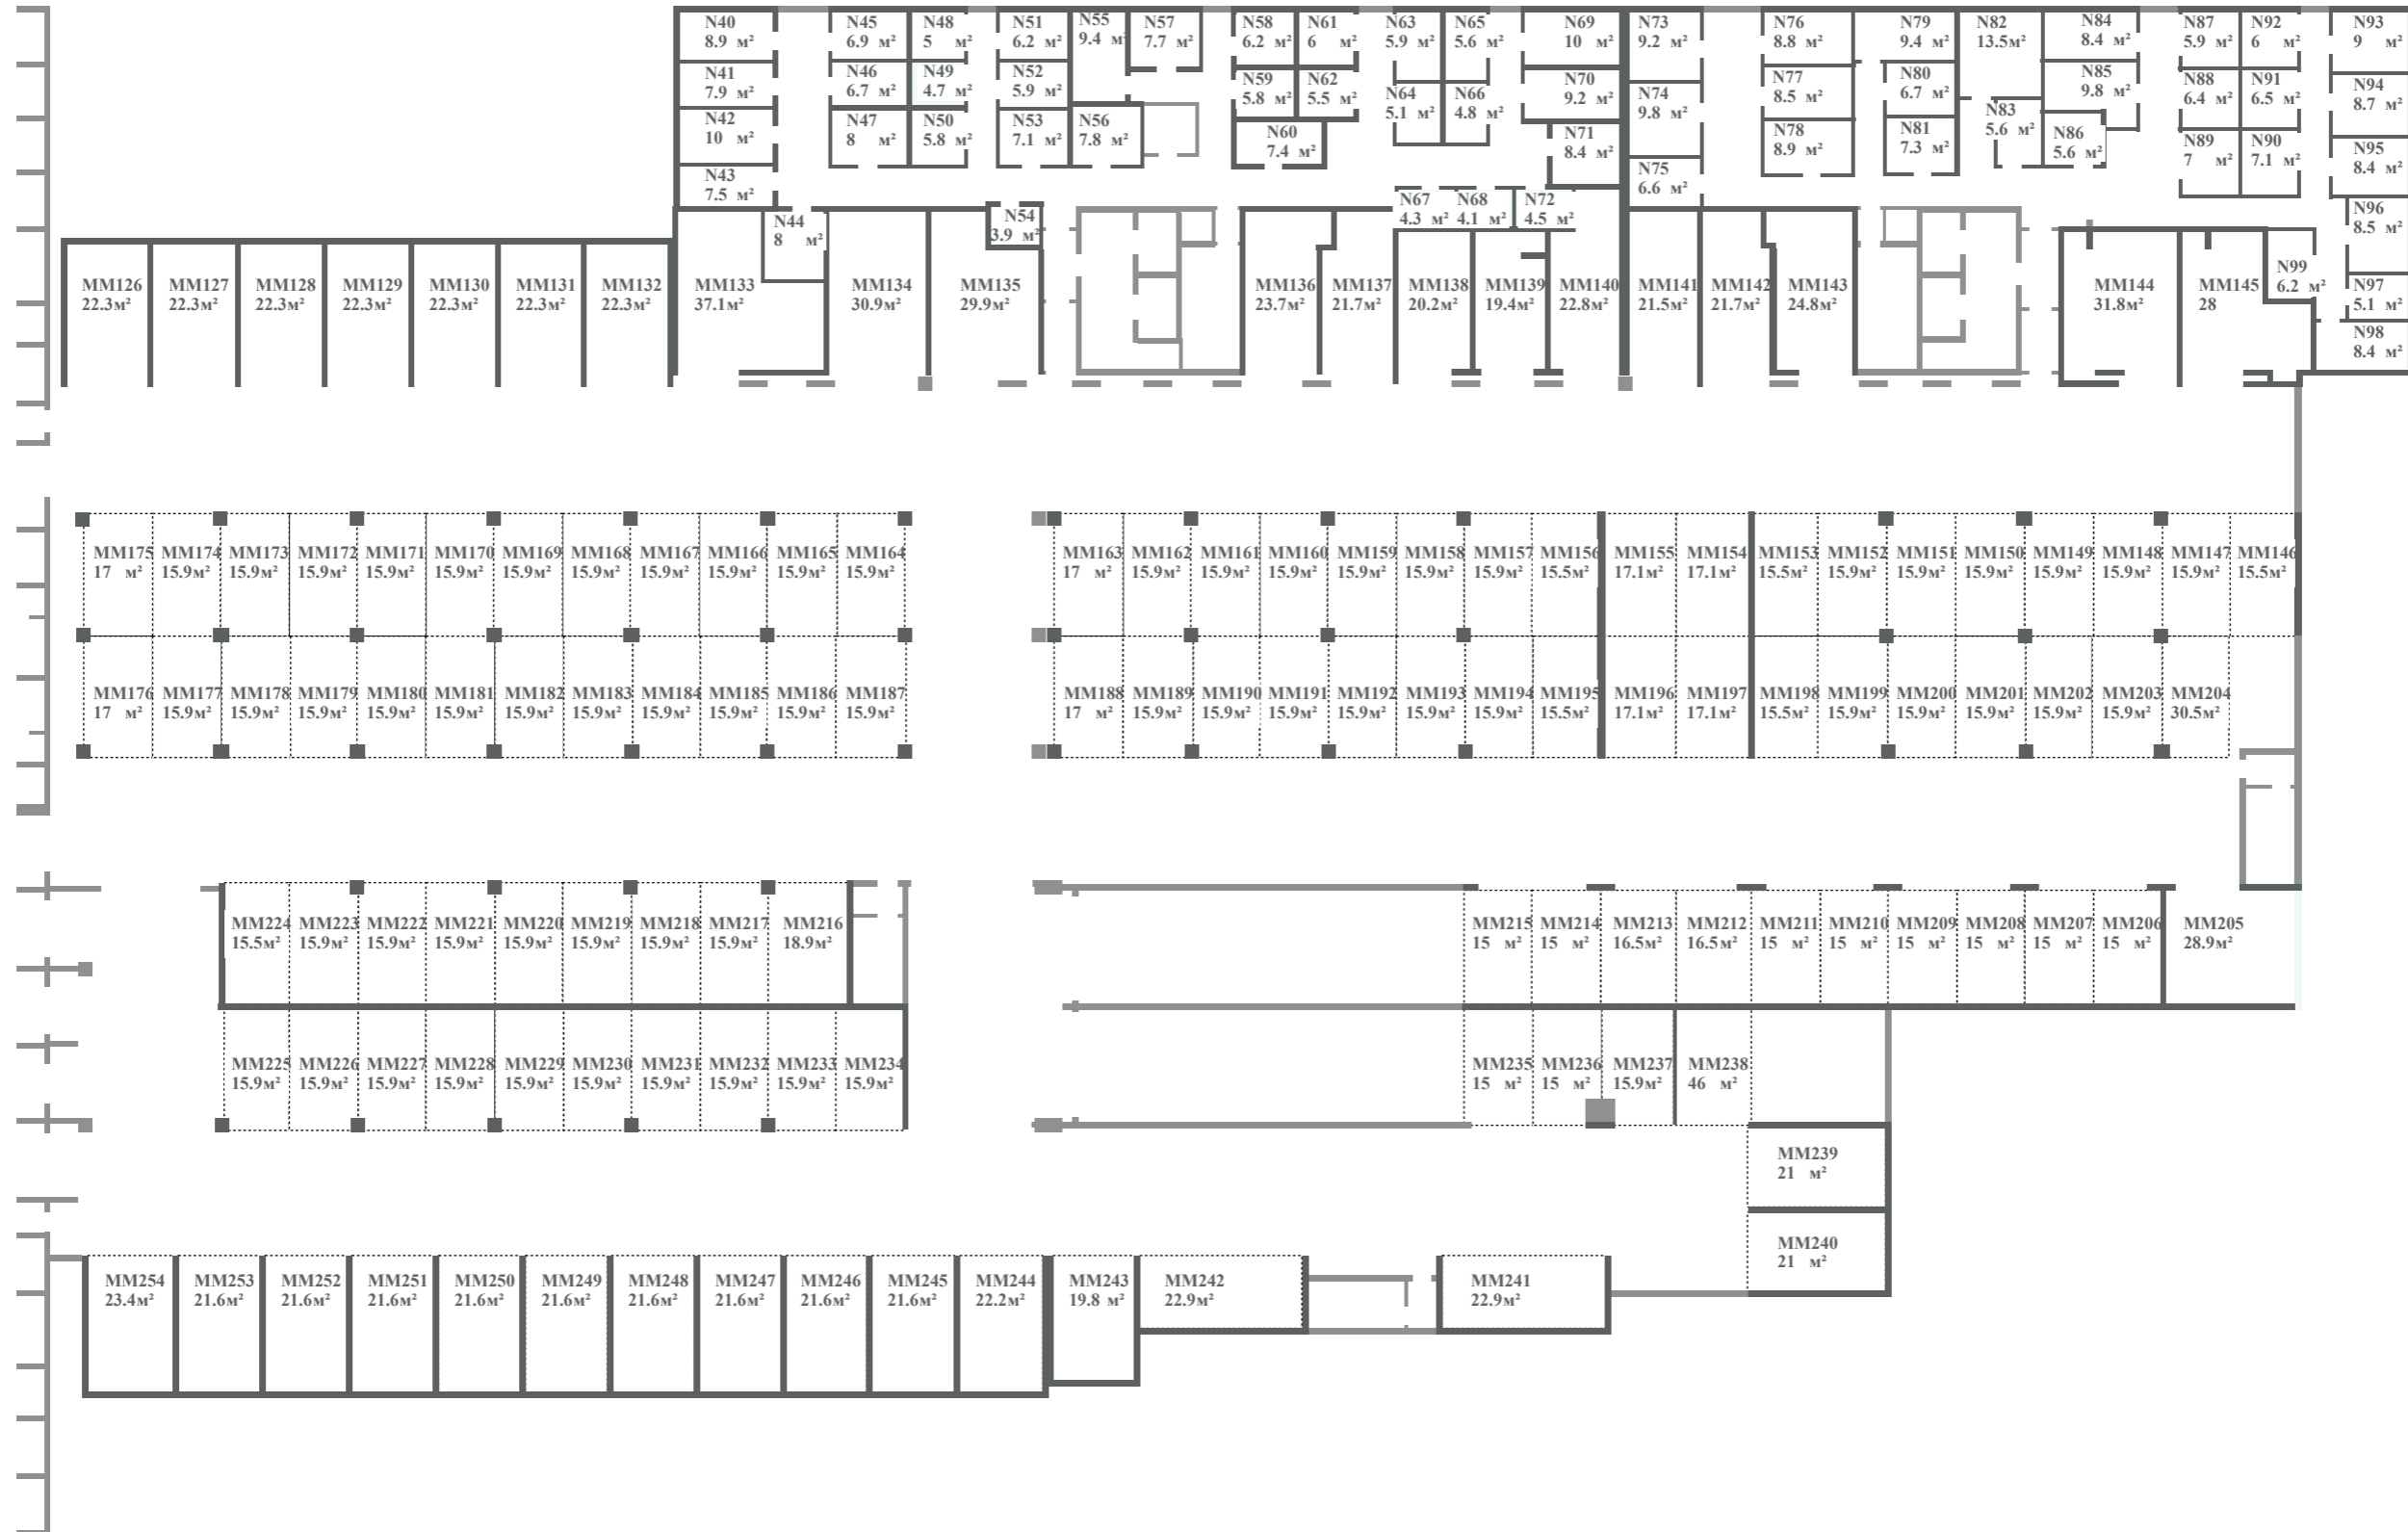 N40
8.9 м²
N41
7.9 м²
N42
10 м²
N43
7.5 м²
N44
8 м²
N45
6.9 м²
N46
6.7 м²
N47
8 м²
N48
5 м²
N49
4.7 м²
N50
5.8 м²
N51
6.2 м²
N52
5.9 м²
N53
7.1 м²
N54
3.9 м²
N55
9.4 м²
N56
7.8 м²
N57
7.7 м²
N58
6.2 м²
N59
5.8 м²
N60
7.4 м²
N61
6 м²
N62
5.5 м²
N63
5.9 м²
N64
5.1 м²
N65
5.6 м²
N66
4.8 м²
N67
4.3 м²
N68
4.1 м²
N72
4.5 м²
N69
10 м²
N70
9.2 м²
N71
8.4 м²
N73
9.2 м²
N74
9.8 м²
N75
6.6 м²
N76
8.8 м²
N77
8.5 м²
N78
8.9 м²
N79
9.4 м²
N80
6.7 м²
N81
7.3 м²
N82
13.5м²
N83
5.6 м²
N84
8.4 м²
N85
9.8 м²
N86
5.6 м²
N87
5.9 м²
N88
6.4 м²
N89
7 м²
N92
6 м²
N91
6.5 м²
N90
7.1 м²
N93
9 м²
N94
8.7 м²
N95
8.4 м²
N96
8.5 м²
N97
5.1 м²
N98
8.4 м²
N99
6.2 м²
MM126
22.3м²
MM127
22.3м²
MM128
22.3м²
MM129
22.3м²
MM130
22.3м²
MM131
22.3м²
MM132
22.3м²
MM133
37.1м²
MM134
30.9м²
MM135
29.9м²
MM136
23.7м²
MM137
21.7м²
MM138
20.2м²
MM139
19.4м²
MM140
22.8м²
MM141
21.5м²
MM142
21.7м²
MM143
24.8м²
MM144
31.8м²
MM145
28
MM175
17 м²
MM174
15.9м²
MM173
15.9м²
MM172
15.9м²
MM171
15.9м²
MM170
15.9м²
MM169
15.9м²
MM168
15.9м²
MM167
15.9м²
MM166
15.9м²
MM165
15.9м²
MM164
15.9м²
MM163
17 м²
MM162
15.9м²
MM161
15.9м²
MM160
15.9м²
MM159
15.9м²
MM158
15.9м²
MM157
15.9м²
MM156
15.5м²
MM155
17.1м²
MM154
17.1м²
MM153
15.5м²
MM152
15.9м²
MM151
15.9м²
MM150
15.9м²
MM149
15.9м²
MM148
15.9м²
MM147
15.9м²
MM146
15.5м²
MM176
17 м²
MM177
15.9м²
MM178
15.9м²
MM179
15.9м²
MM180
15.9м²
MM181
15.9м²
MM182
15.9м²
MM183
15.9м²
MM184
15.9м²
MM185
15.9м²
MM186
15.9м²
MM187
15.9м²
MM188
17 м²
MM189
15.9м²
MM190
15.9м²
MM191
15.9м²
MM192
15.9м²
MM193
15.9м²
MM194
15.9м²
MM195
15.5м²
MM196
17.1м²
MM197
17.1м²
MM198
15.5м²
MM199
15.9м²
MM200
15.9м²
MM201
15.9м²
MM202
15.9м²
MM203
15.9м²
MM204
30.5м²
MM224
15.5м²
MM223
15.9м²
MM222
15.9м²
MM221
15.9м²
MM220
15.9м²
MM219
15.9м²
MM218
15.9м²
MM217
15.9м²
MM216
18.9м²
MM215
15 м²
MM214
15 м²
MM213
16.5м²
MM212
16.5м²
MM211
15 м²
MM210
15 м²
MM209
15 м²
MM208
15 м²
MM207
15 м²
MM206
15 м²
MM205
28.9м²
MM225
15.9м²
MM226
15.9м²
MM227
15.9м²
MM228
15.9м²
MM229
15.9м²
MM230
15.9м²
MM231
15.9м²
MM232
15.9м²
MM233
15.9м²
MM234
15.9м²
MM235
15 м²
MM236
15 м²
MM237
15.9м²
MM238
46 м²
MM239
21 м²
MM240
21 м²
MM254
23.4м²
MM253
21.6м²
MM252
21.6м²
MM251
21.6м²
MM250
21.6м²
MM249
21.6м²
MM248
21.6м²
MM247
21.6м²
MM246
21.6м²
MM245
21.6м²
MM244
22.2м²
MM243
19.8 м²
MM242
22.9м²
MM241
22.9м²